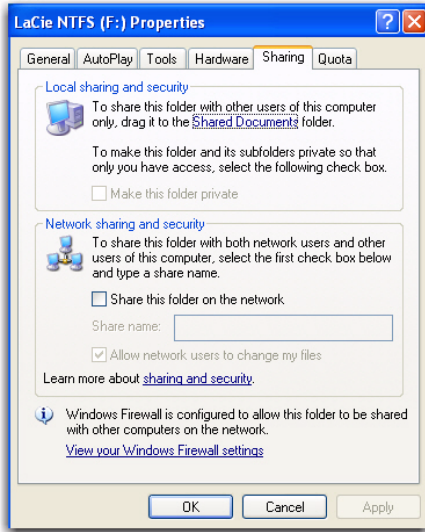 LaCie NTFS (F:) Properties
General AutoPlay Tools Hardware Sharing Quota
Local sharing and security
To share this folder with other users of this computer
only, drag it to the Shared Documents folder.
To make this folder and its subfolders private so that
only you have access, select the following check box.
Make this folder private
Network sharing and security
To share this folder with both network users and other
users of this computer, select the first check box below
and type a share name.
Share this folder on the network
Share name:
Allow network users to change my files
Learn more about sharing and security.
Windows Firewall is configured to allow this folder to be shared
with other computers on the network.
View your Windows Firewall settings
OK Cancel Apply